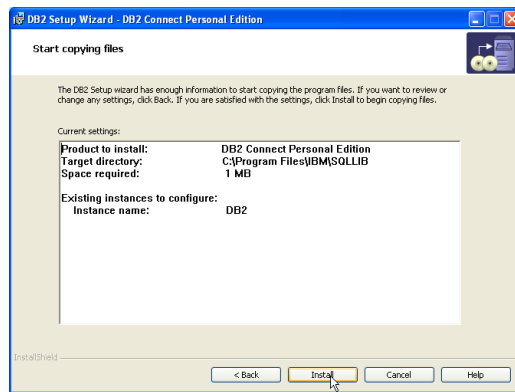 DB2 Setup Wizard - DB2 Connect Personal Edition
Start copying files
The DB2 Setup wizard has enough information to start copying the program files. If you want to review or
change any settings, click Back. If you are satisfied with the settings, click Install to begin copying files.
Current settings:
Product to install: DB2 Connect Personal Edition
Target directory: C:\Program Files\IBM\SQLLIB
Space required: 1 MB
Existing instances to configure:
Instance name: DB2
InstallShield
< Back Install Cancel Help